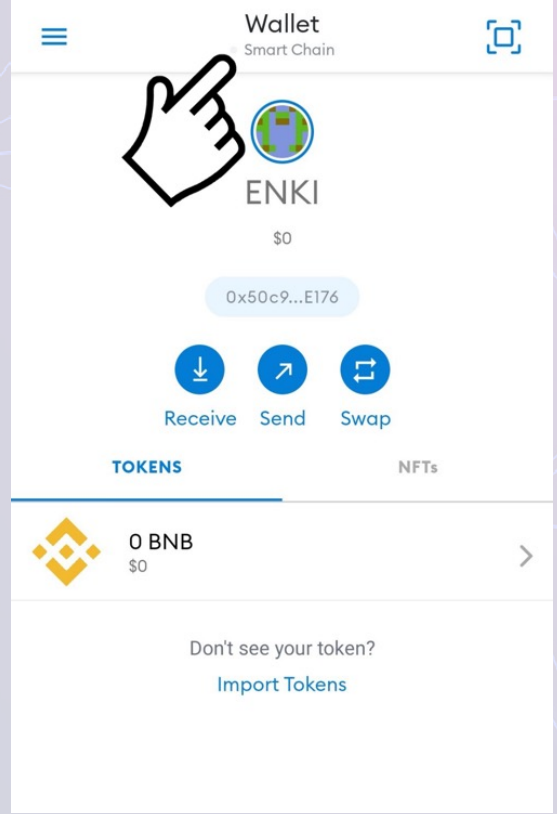 Wallet
Smart Chain
ENKI
$0
0x50c9...E176
Receive Send Swap
TOKENS NFTs
0 BNB
$0
Don't see your token?
Import Tokens